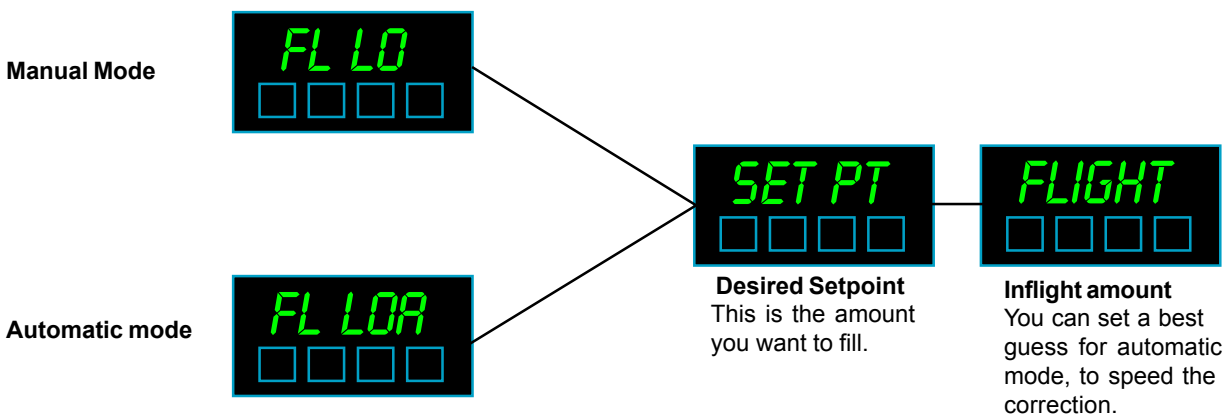 Manual Mode
FL LO
Automatic mode
FL LOA
SET PT
Desired Setpoint
This is the amount
you want to fill.
FLIGHT
Inflight amount
You can set a best
guess for automatic
mode, to speed the
correction.